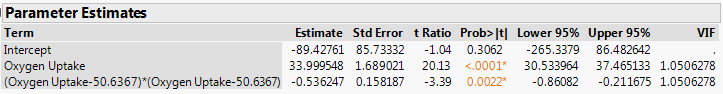 Parameter Estimates
Term Estimate Std Error t Ratio Prob>|t| Lower 95% Upper 95% VIF
Intercept -89.42761 85.73332 -1.04 0.3062 -265.3379 86.482642 .
Oxygen Uptake 33.999548 1.689021 20.13 <.0001* 30.533964 37.465133 1.0506278
(Oxygen Uptake-50.6367)*(Oxygen Uptake-50.6367) -0.536247 0.158187 -3.39 0.0022* -0.86082 -0.211675 1.0506278